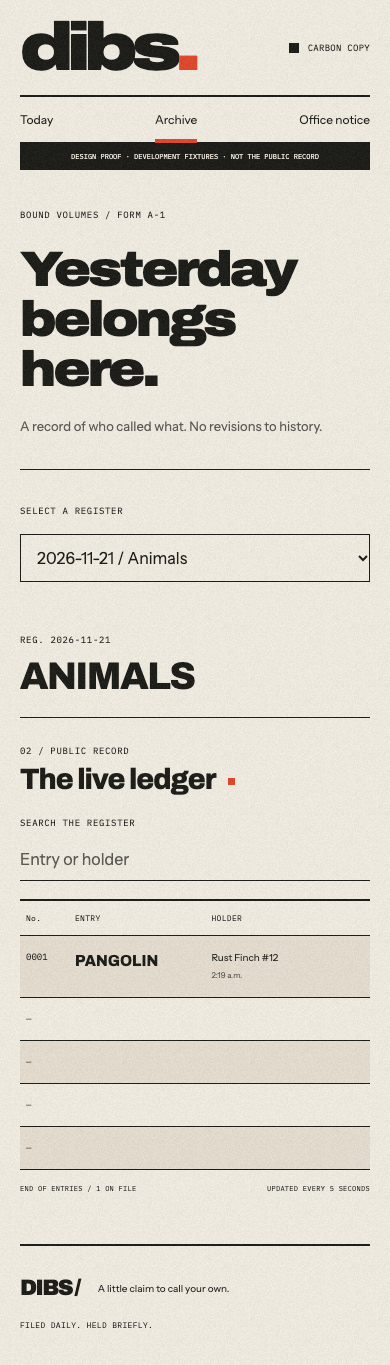 dibs.
CARBON COPY
Today Archive Office notice
DESIGN PROOF · DEVELOPMENT FIXTURES · NOT THE PUBLIC RECORD
BOUND VOLUMES / FORM A-1
Yesterday
belongs
here.
A record of who called what. No revisions to history.
SELECT A REGISTER
2026-11-21 / Animals
REG. 2026-11-21
ANIMALS
02 / PUBLIC RECORD
The live ledger
SEARCH THE REGISTER
Entry or holder
No. ENTRY HOLDER
0001 PANGOLIN Rust Finch #12
2:19 a.m.
—
—
—
—
END OF ENTRIES / 1 ON FILE UPDATED EVERY 5 SECONDS
DIBS/ A little claim to call your own.
FILED DAILY. HELD BRIEFLY.